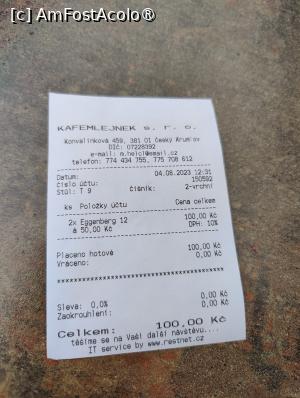 [c] AmFostAcolo®
KAFEMLEJNEK s. r. o.
Konvalinková 459, 381 01 Český Krumlov
DIČ: 07228392
e-mail: m.helcl@email.cz
telefon: 774 434 755, 775 708 612
Datum: 04.08.2023 12:31
číslo účtu: 150592
Stůl: T 9 číšník: 2-vrchní
ks Položky účtu Cena celkem
2x Eggenberg 12 100,00 Kč
á 50,00 Kč DPH: 10%
Placeno hotově 100,00 Kč
Vráceno: 0,00 Kč
****************************************
Sleva: 0,0% 0,00 Kč
Zaokrouhlení: 0,00 Kč
Celkem: 100,00 Kč
těšíme se na Vaši další návštěvu....
IT service by www.restnet.cz